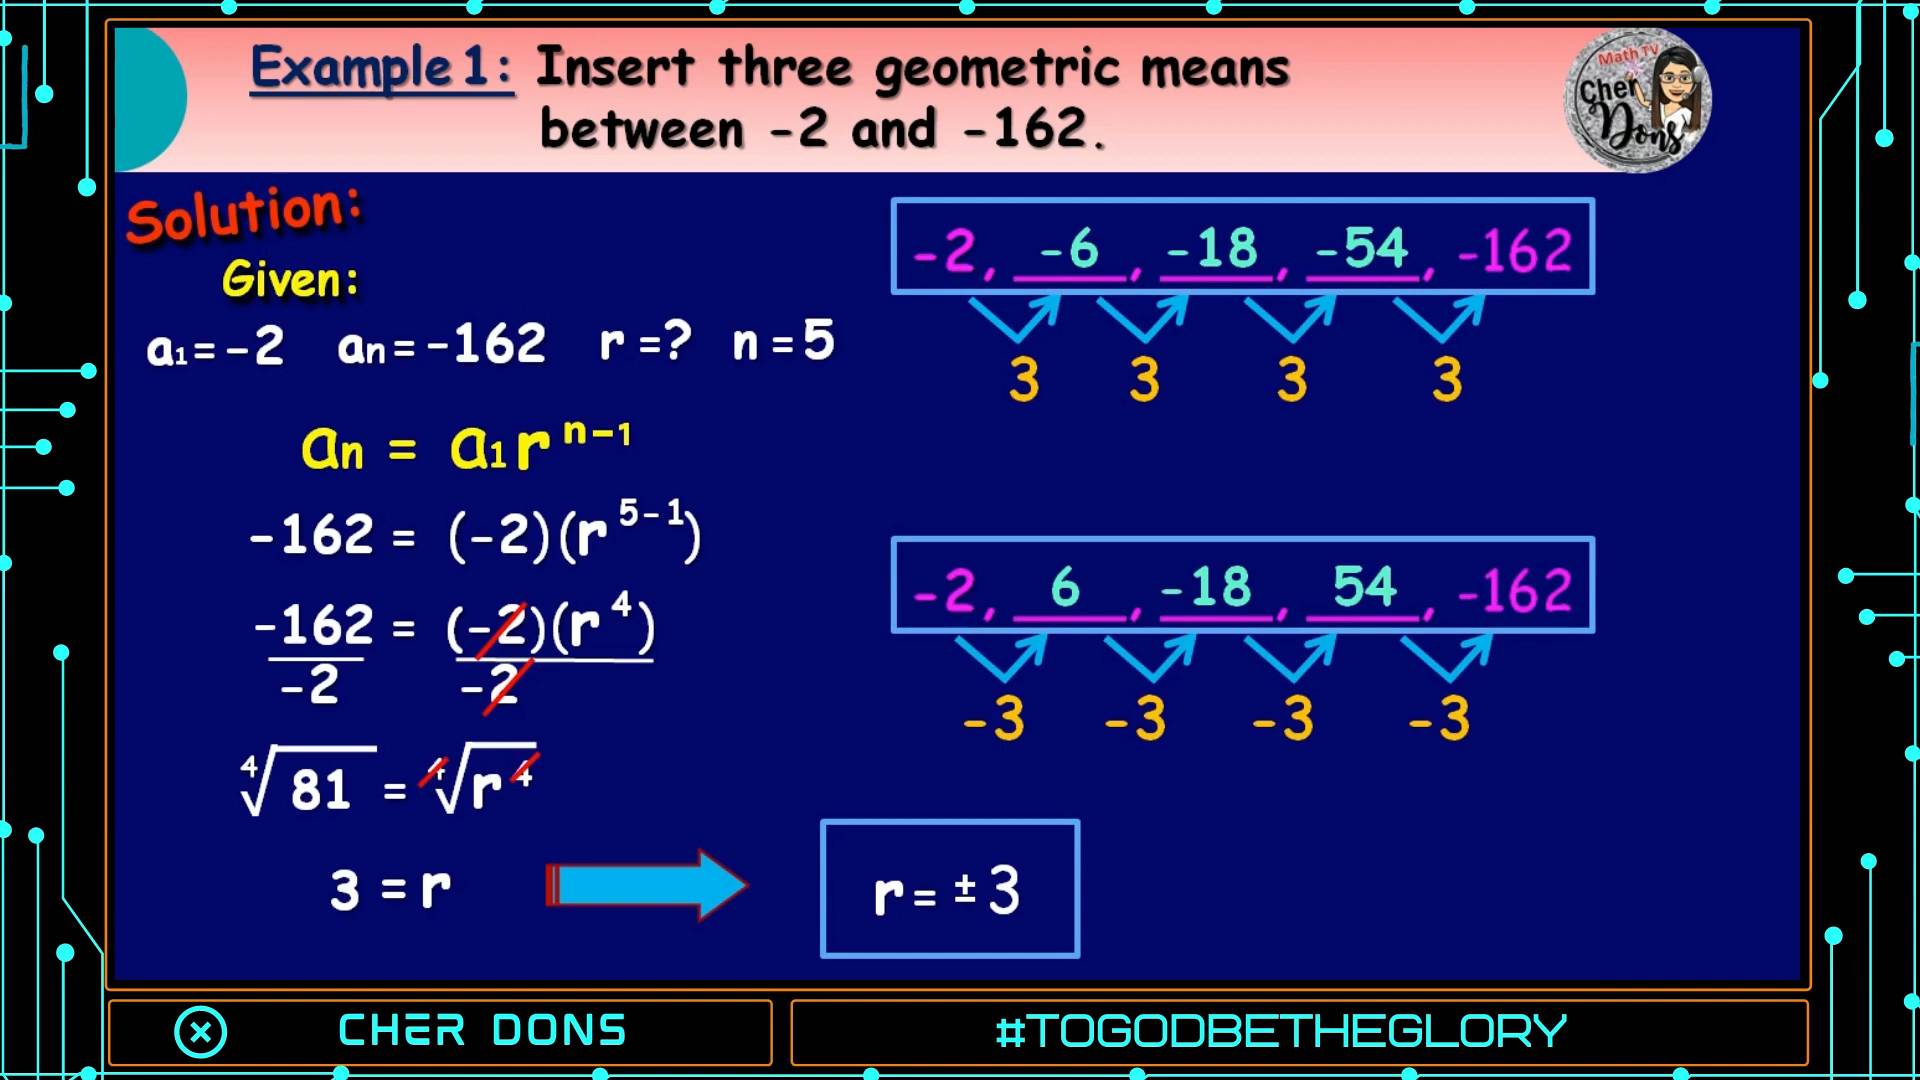 Example 1: Insert three geometric means
between -2 and -162.
Math TV
Cher
Dons
Solution:
Given:
a₁ = -2 aₙ = -162 r = ? n = 5
aₙ = a₁ r ⁿ⁻¹
-162 = (-2)(r ⁵⁻¹)
-162 = (-2)(r ⁴)
-2 -2
⁴√81 = ⁴√r⁴
3 = r
r = ± 3
-2, -6, -18, -54, -162
3 3 3 3
-2, 6, -18, 54, -162
-3 -3 -3 -3
CHER DONS
#TOGODBETHEGLORY